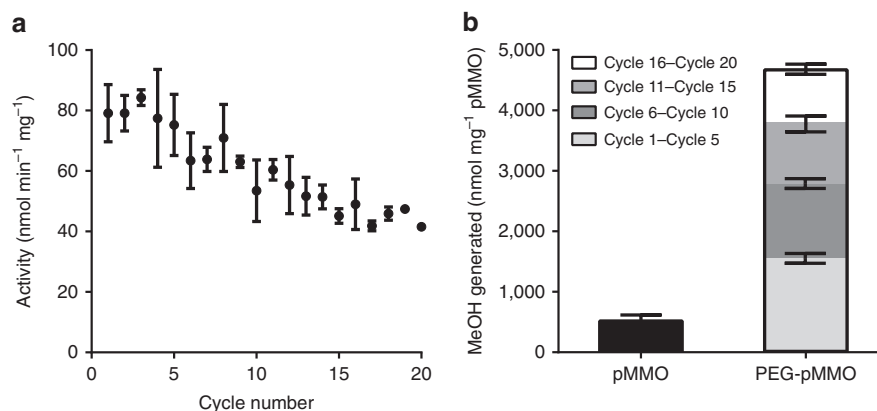 a
100
80
60
40
20
0
0
5
10
15
20
Activity (nmol min⁻¹ mg⁻¹)
Cycle number
b
5,000
4,000
3,000
2,000
1,000
0
MeOH generated (nmol mg⁻¹ pMMO)
Cycle 16–Cycle 20
Cycle 11–Cycle 15
Cycle 6–Cycle 10
Cycle 1–Cycle 5
pMMO
PEG-pMMO